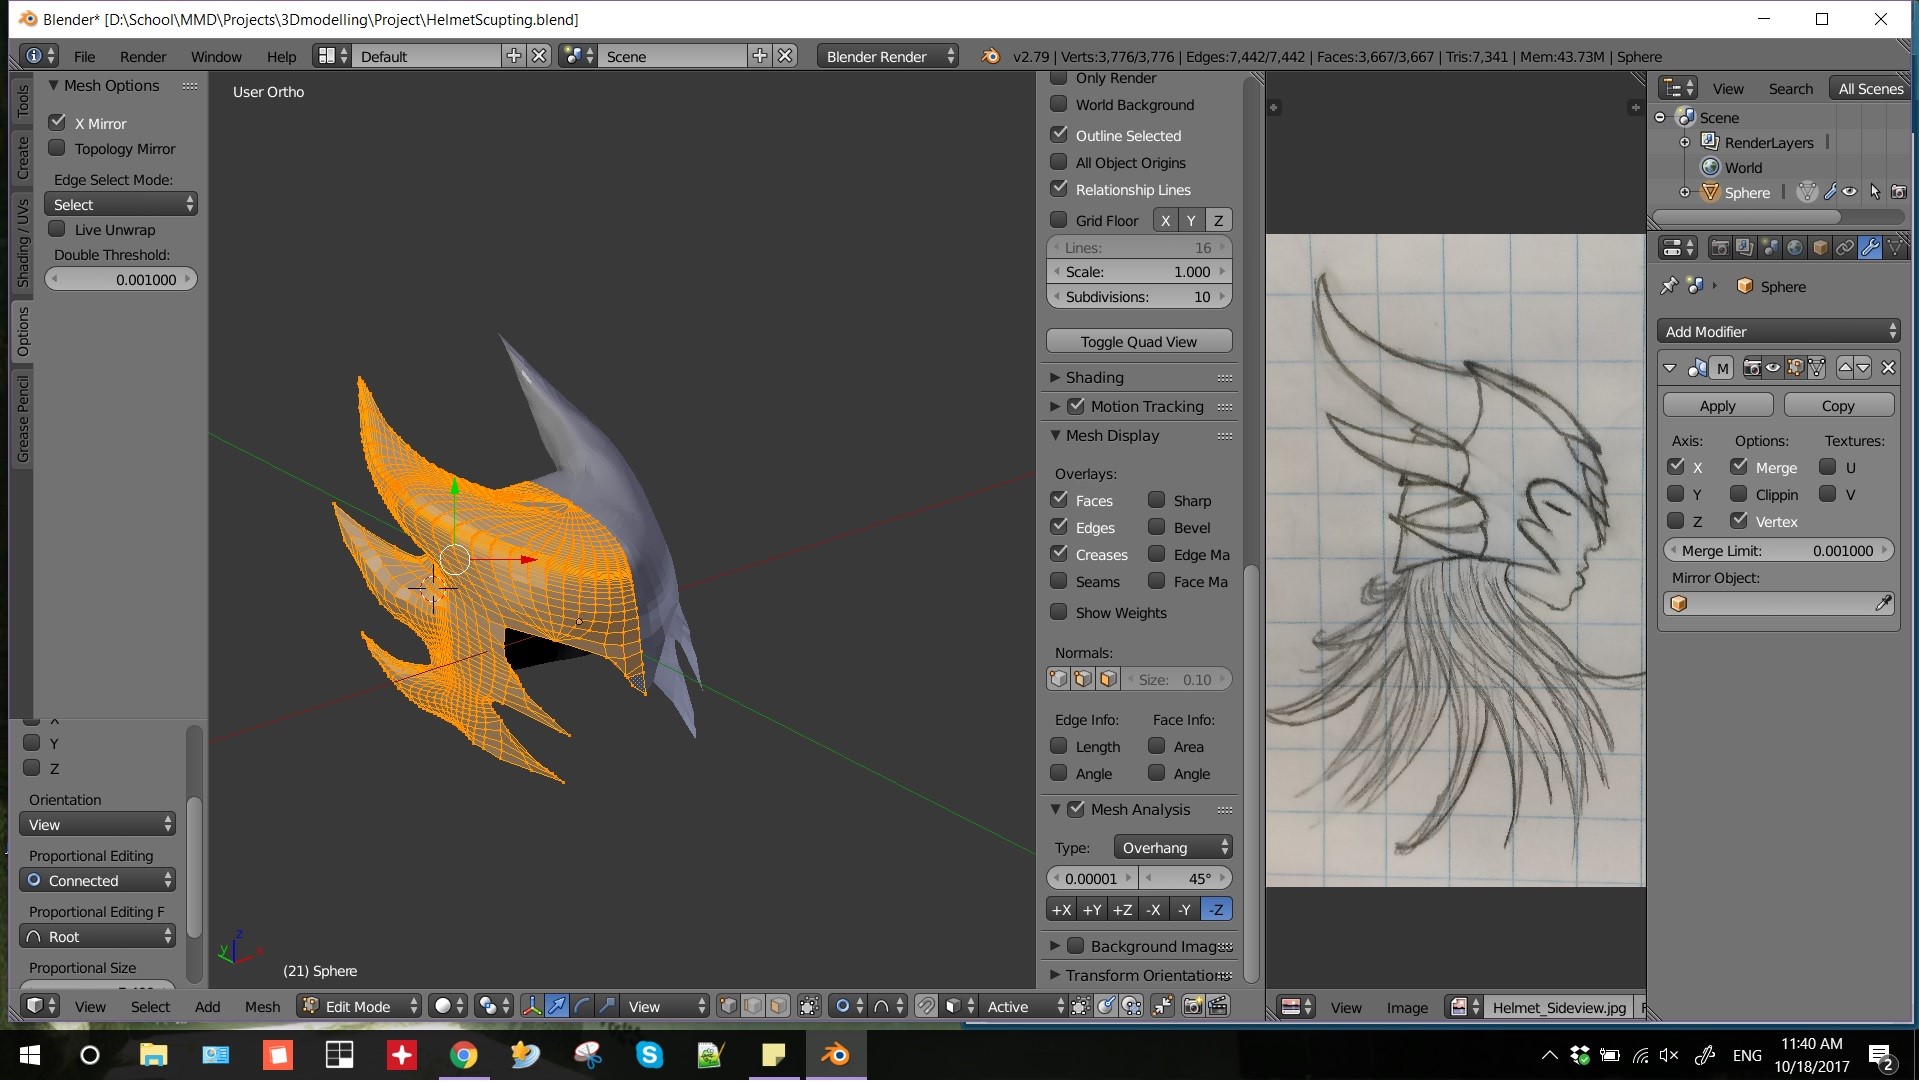 Blender* [D:\School\MMD\Projects\3Dmodelling\Project\HelmetScupting.blend]
File Render Window Help Default Scene Blender Render v2.79 | Verts:3,776/3,776 | Edges:7,442/7,442 | Faces:3,667/3,667 | Tris:7,341 | Mem:43.73M | Sphere
Tools
Create
Shading / UVs
Options
Grease Pencil
Mesh Options
X Mirror
Topology Mirror
Edge Select Mode:
Select
Live Unwrap
Double Threshold:
0.001000
Y
Z
Orientation
View
Proportional Editing
Connected
Proportional Editing F
Root
Proportional Size
User Ortho
(21) Sphere
Only Render
World Background
Outline Selected
All Object Origins
Relationship Lines
Grid Floor X Y Z
Lines: 16
Scale: 1.000
Subdivisions: 10
Toggle Quad View
Shading
Motion Tracking
Mesh Display
Overlays:
Faces Sharp
Edges Bevel
Creases Edge Ma
Seams Face Ma
Show Weights
Normals:
Size: 0.10
Edge Info: Face Info:
Length Area
Angle Angle
Mesh Analysis
Type: Overhang
0.00001 45°
+X +Y +Z -X -Y -Z
Background Imag
Transform Orientation
View Search All Scenes
Scene
RenderLayers |
World
Sphere |
Sphere
Add Modifier
M
Apply Copy
Axis: Options: Textures:
X Merge U
Y Clippin V
Z Vertex
Merge Limit: 0.001000
Mirror Object:
View Select Add Mesh Edit Mode View Active
View Image Helmet_Sideview.jpg F
ENG
11:40 AM
10/18/2017
2
z
y
x